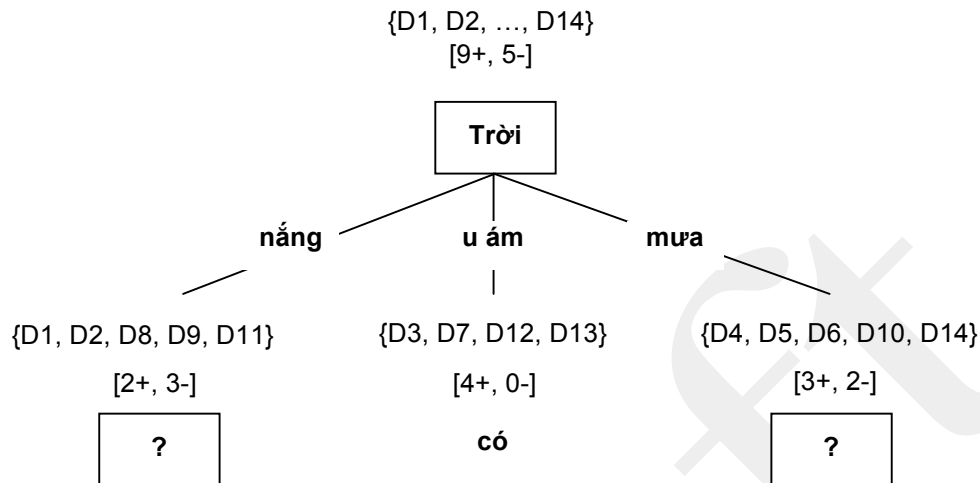 {D1, D2, …, D14}
[9+, 5-]
Trời
nắng u ám mưa
{D1, D2, D8, D9, D11} {D3, D7, D12, D13} {D4, D5, D6, D10, D14}
[2+, 3-] [4+, 0-] [3+, 2-]
? có ?
ft